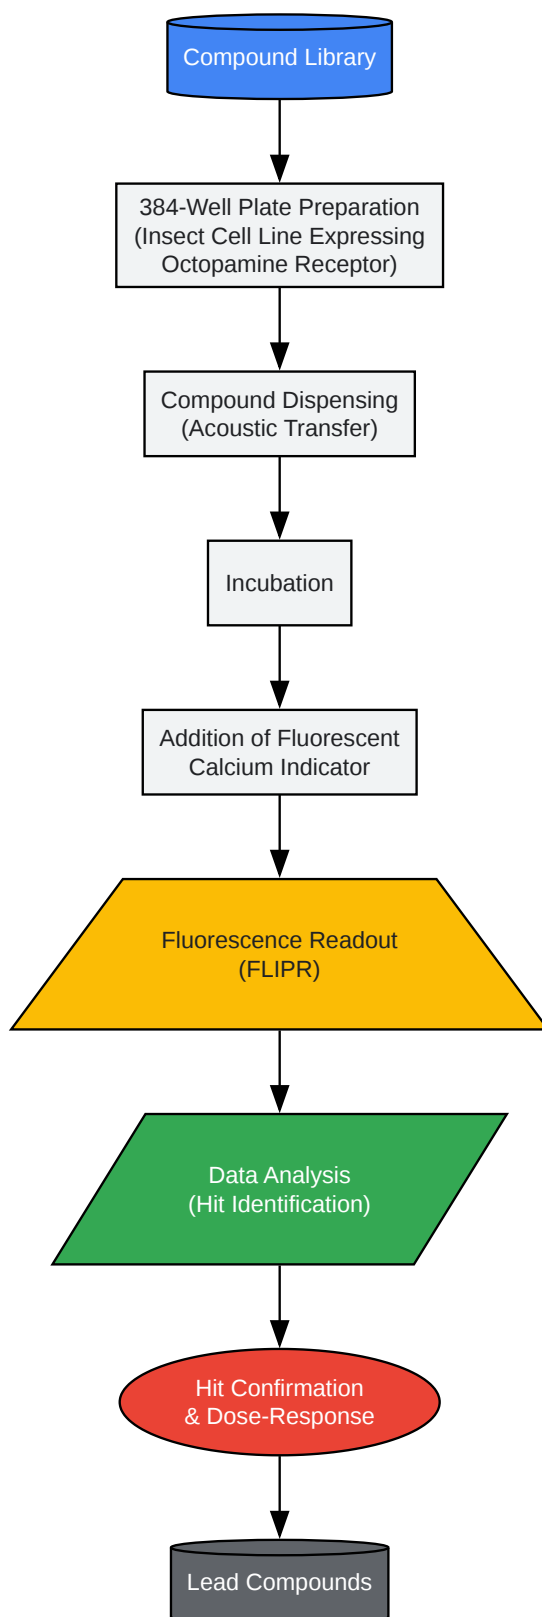 Compound Library
384-Well Plate Preparation
(Insect Cell Line Expressing
Octopamine Receptor)
Compound Dispensing
(Acoustic Transfer)
Incubation
Addition of Fluorescent
Calcium Indicator
Fluorescence Readout
(FLIPR)
Data Analysis
(Hit Identification)
Hit Confirmation
& Dose-Response
Lead Compounds